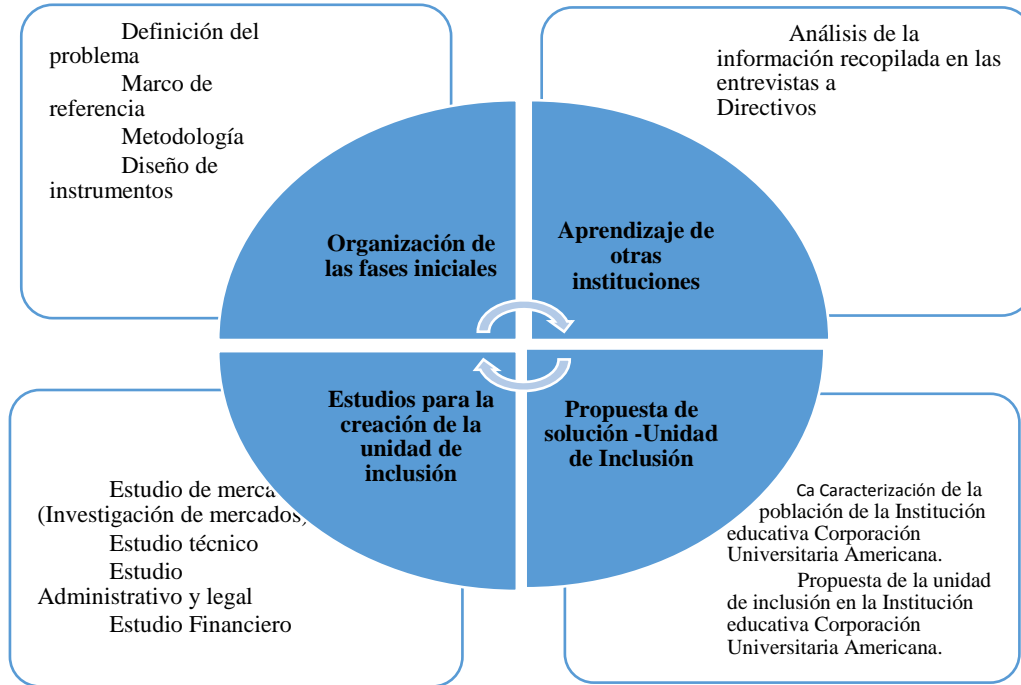 Definición del
problema
Marco de
referencia
Metodología
Diseño de
instrumentos
Análisis de la
información recopilada en las
entrevistas a
Directivos
Organización de
las fases iniciales
Aprendizaje de
otras
instituciones
Estudios para la
creación de la
unidad de
inclusión
Propuesta de
solución -Unidad
de Inclusión
Estudio de merca
(Investigación de mercados)
Estudio técnico
Estudio
Administrativo y legal
Estudio Financiero
Ca Caracterización de la
población de la Institución
educativa Corporación
Universitaria Americana.
Propuesta de la unidad
de inclusión en la Institución
educativa Corporación
Universitaria Americana.